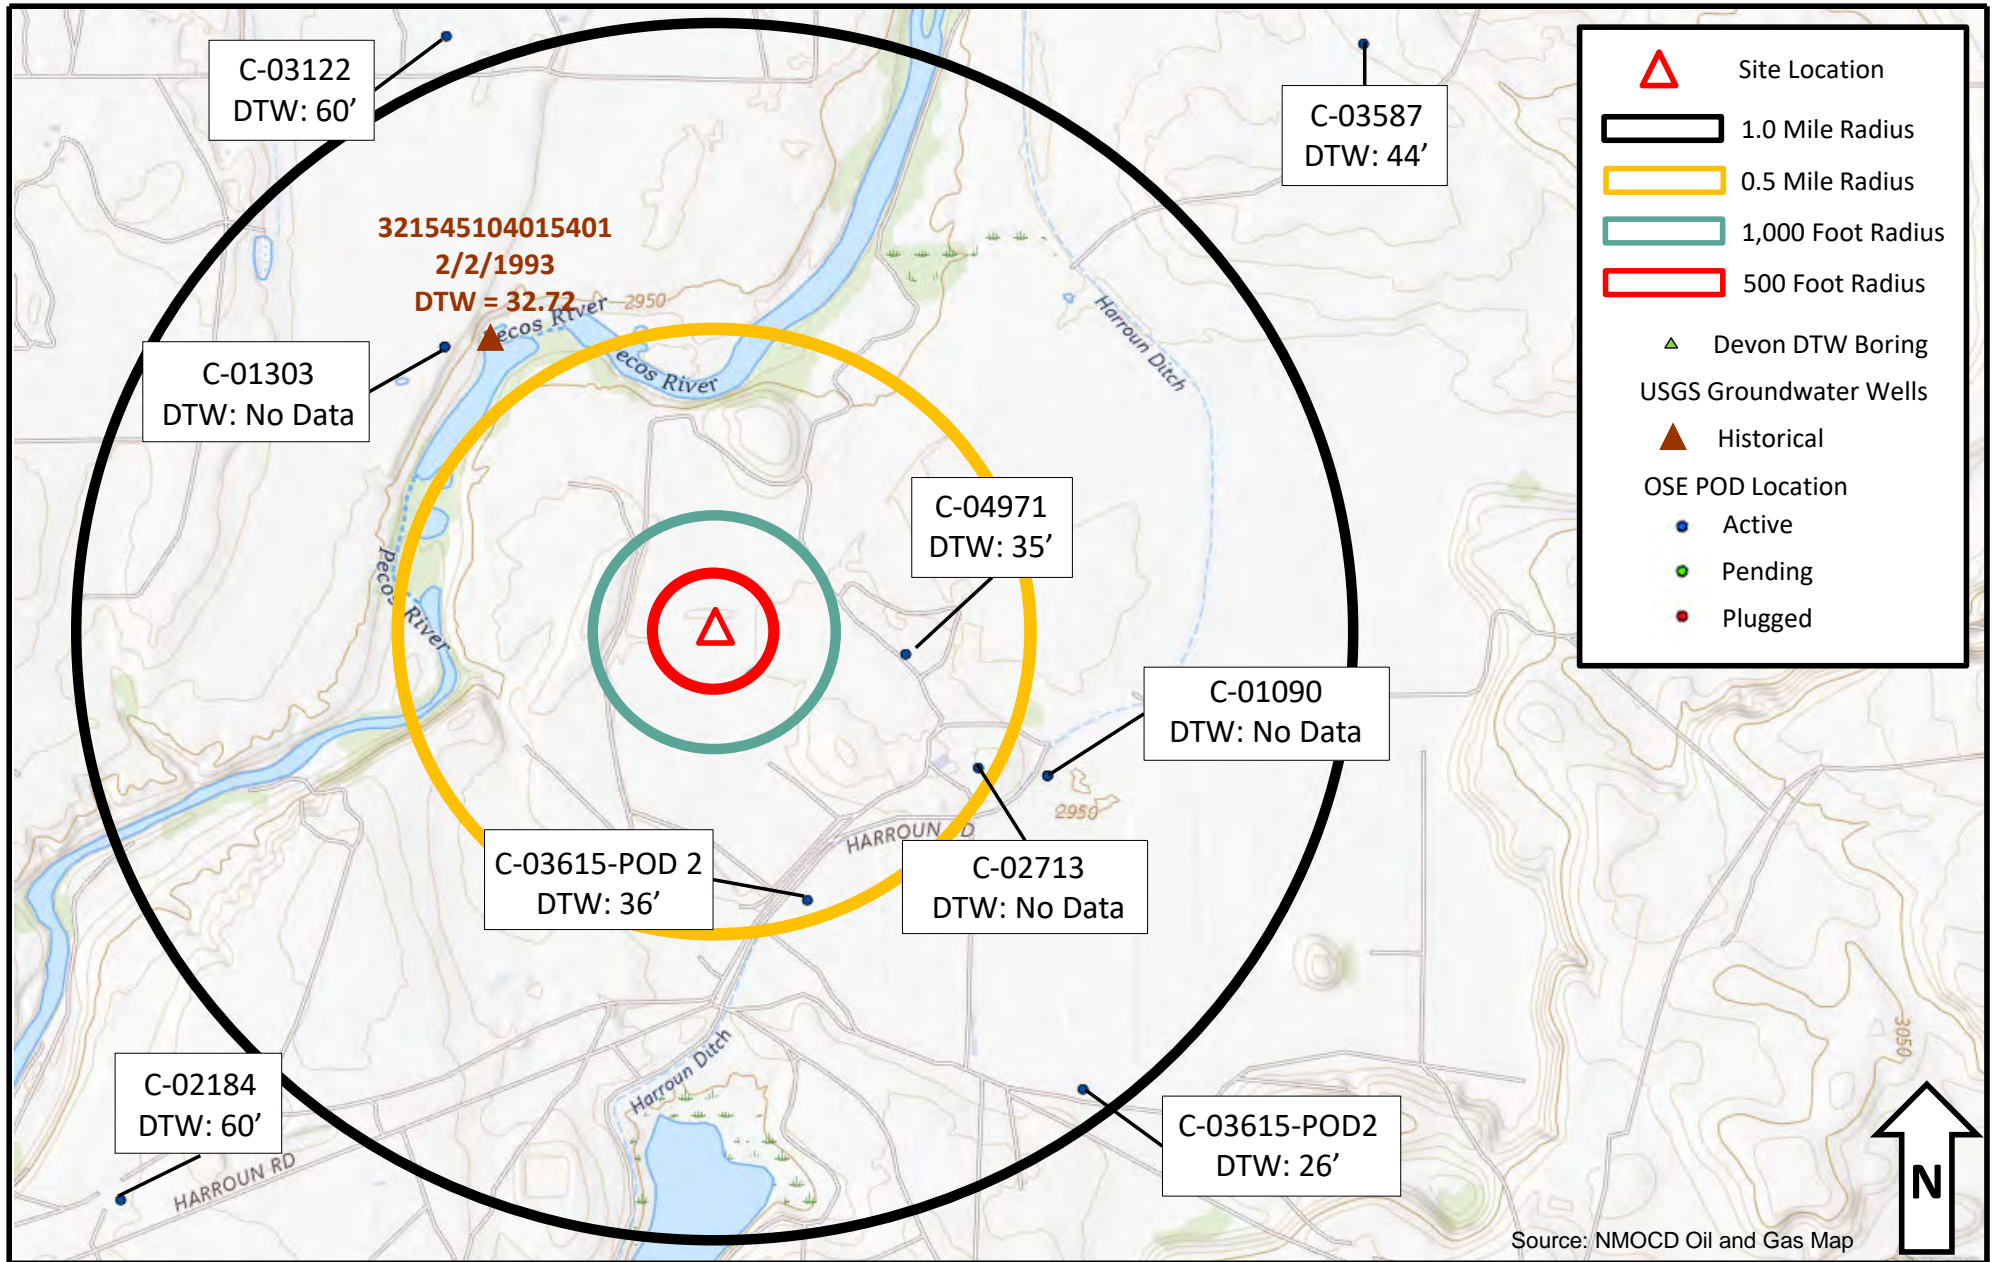 C-03122
DTW: 60’
C-03587
DTW: 44’
321545104015401
2/2/1993
DTW = 32.72
Pecos River
2950
ecos River
C-01303
DTW: No Data
Harroun Ditch
C-04971
DTW: 35’
Pecos River
C-01090
DTW: No Data
2950
HARROUN RD
C-03615-POD 2
DTW: 36’
C-02713
DTW: No Data
Harroun Ditch
3050
C-02184
DTW: 60’
HARROUN RD
C-03615-POD2
DTW: 26’
Site Location
1.0 Mile Radius
0.5 Mile Radius
1,000 Foot Radius
500 Foot Radius
Devon DTW Boring
USGS Groundwater Wells
Historical
OSE POD Location
Active
Pending
Plugged
N
Source: NMOCD Oil and Gas Map